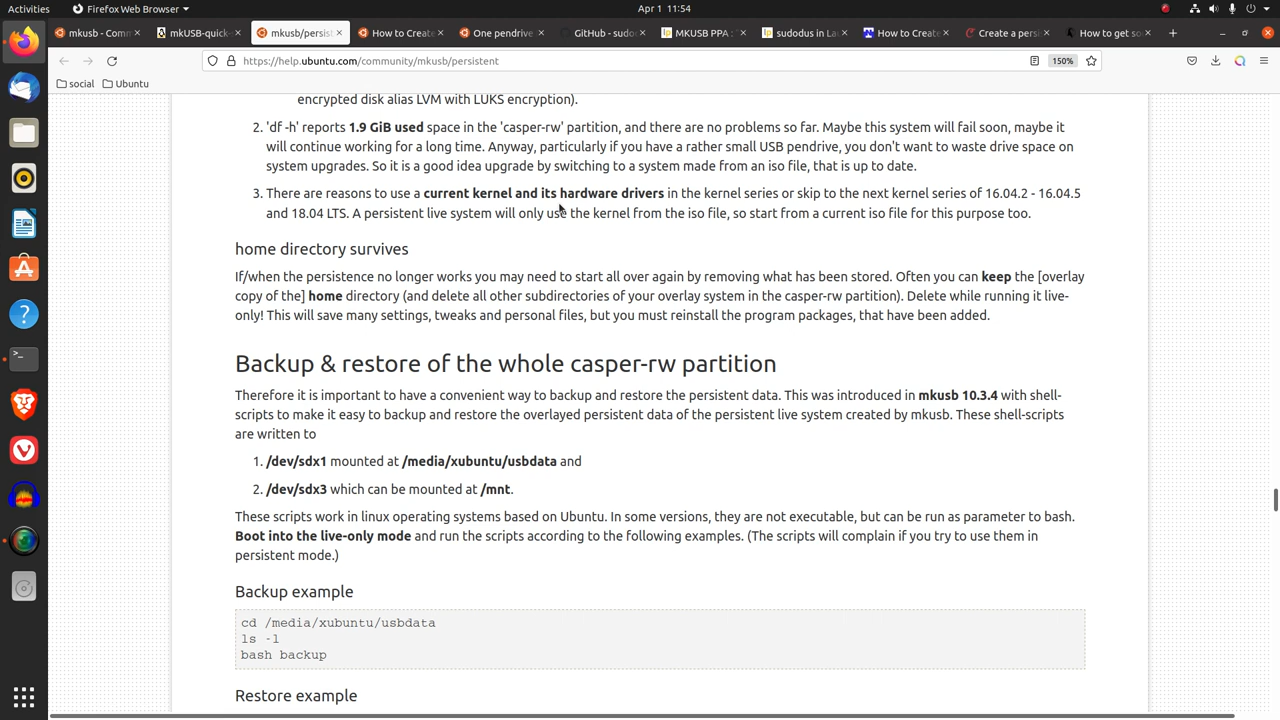 Activities
Firefox Web Browser
Apr 1 11:54
mkusb - Comm
mkUSB-quick-
mkusb/persist
How to Create
One pendrive
GitHub - sudo
MKUSB PPA :
sudodus in La
How to Create
Create a persi
How to get so
https://help.ubuntu.com/community/mkusb/persistent
150%
social
Ubuntu
encrypted disk alias LVM with LUKS encryption).
2. 'df -h' reports 1.9 GiB used space in the 'casper-rw' partition, and there are no problems so far. Maybe this system will fail soon, maybe it
will continue working for a long time. Anyway, particularly if you have a rather small USB pendrive, you don't want to waste drive space on
system upgrades. So it is a good idea upgrade by switching to a system made from an iso file, that is up to date.
3. There are reasons to use a current kernel and its hardware drivers in the kernel series or skip to the next kernel series of 16.04.2 - 16.04.5
and 18.04 LTS. A persistent live system will only use the kernel from the iso file, so start from a current iso file for this purpose too.
home directory survives
If/when the persistence no longer works you may need to start all over again by removing what has been stored. Often you can keep the [overlay
copy of the] home directory (and delete all other subdirectories of your overlay system in the casper-rw partition). Delete while running it live-
only! This will save many settings, tweaks and personal files, but you must reinstall the program packages, that have been added.
Backup & restore of the whole casper-rw partition
Therefore it is important to have a convenient way to backup and restore the persistent data. This was introduced in mkusb 10.3.4 with shell-
scripts to make it easy to backup and restore the overlayed persistent data of the persistent live system created by mkusb. These shell-scripts
are written to
1. /dev/sdx1 mounted at /media/xubuntu/usbdata and
2. /dev/sdx3 which can be mounted at /mnt.
These scripts work in linux operating systems based on Ubuntu. In some versions, they are not executable, but can be run as parameter to bash.
Boot into the live-only mode and run the scripts according to the following examples. (The scripts will complain if you try to use them in
persistent mode.)
Backup example
cd /media/xubuntu/usbdata
ls -l
bash backup
Restore example